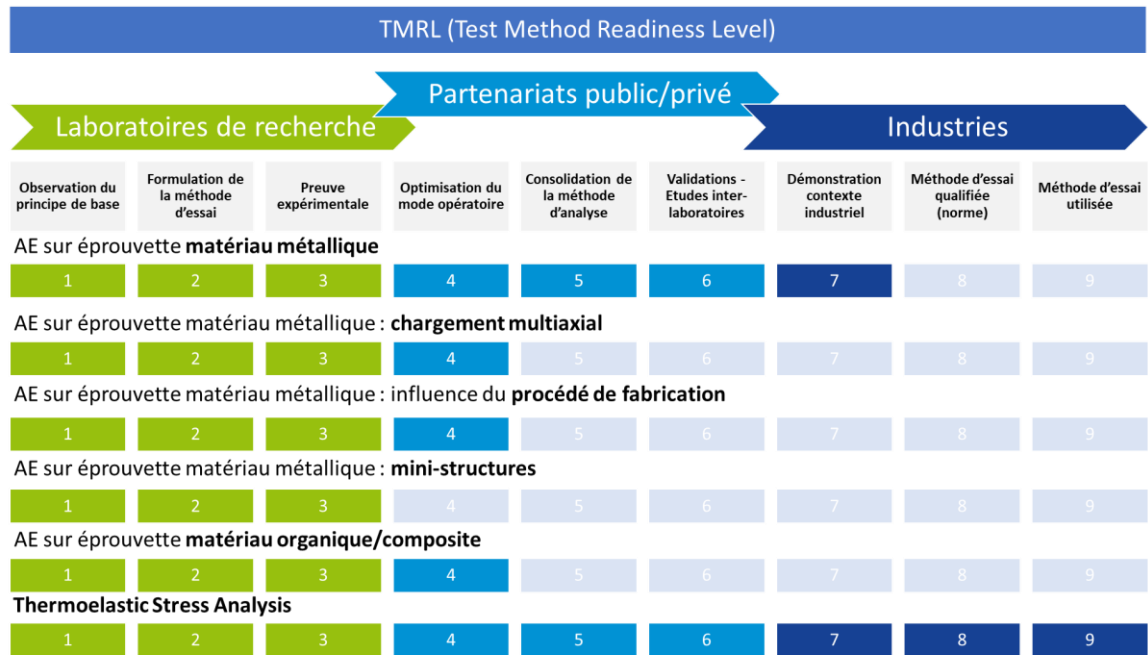 TMRL (Test Method Readiness Level)
Partenariats public/privé
Laboratoires de recherche
Industries
Observation du
principe de base
Formulation de
la méthode
d'essai
Preuve
expérimentale
Optimisation du
mode opératoire
Consolidation de
la méthode
d'analyse
Validations -
Etudes inter-
laboratoires
Démonstration
contexte
industriel
Méthode d'essai
qualifiée
(norme)
Méthode d'essai
utilisée
AE sur éprouvette matériau métallique
1 2 3 4 5 6 7 8 9
AE sur éprouvette matériau métallique : chargement multiaxial
1 2 3 4 5 6 7 8 9
AE sur éprouvette matériau métallique : influence du procédé de fabrication
1 2 3 4 5 6 7 8 9
AE sur éprouvette matériau métallique : mini-structures
1 2 3 4 5 6 7 8 9
AE sur éprouvette matériau organique/composite
1 2 3 4 5 6 7 8 9
Thermoelastic Stress Analysis
1 2 3 4 5 6 7 8 9